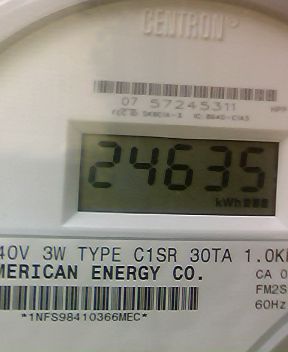 CENTRON
07 57245311
24635
kWh
40V 3W TYPE C1SR 30TA 1.0K
MERICAN ENERGY CO.
CA 0
FM2S
60Hz
*1NFS98410366MEC*